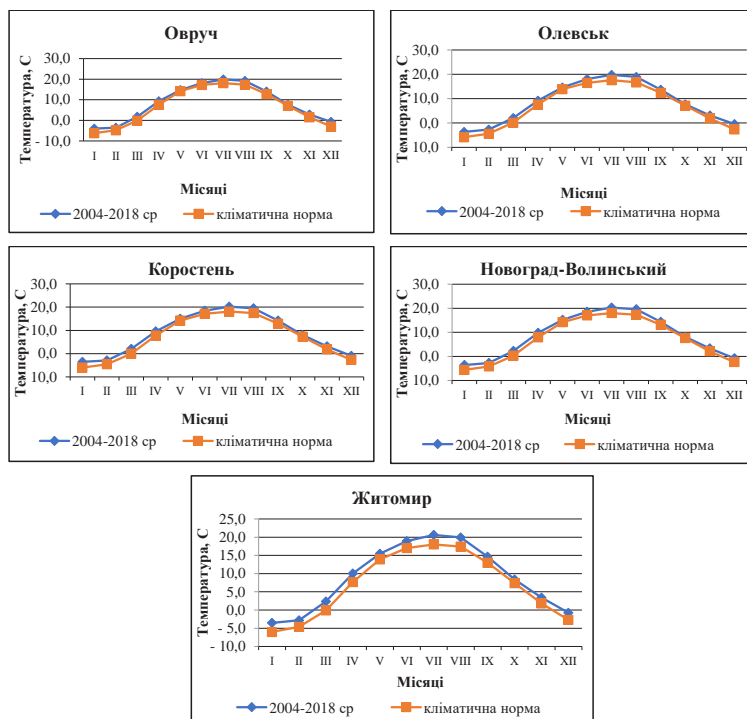 Овруч
Температура, С
30,0
20,0
10,0
0,0
- 10,0
I II III IV V VI VII VIII IX X XI XII
Місяці
2004-2018 ср кліматична норма
Олевськ
Температура, С
30,0
20,0
10,0
0,0
10,0
I II III IV V VI VII VIII IX X XI XII
Місяці
2004-2018 ср кліматична норма
Коростень
Температура, С
30,0
20,0
10,0
0,0
10,0
I II III IV V VI VII VIII IX X XI XII
Місяці
2004-2018 ср кліматична норма
Новоград-Волинський
Температура, С
30,0
20,0
10,0
0,0
10,0
I II III IV V VI VII VIII IX X XI XII
Місяці
2004-2018 ср кліматична норма
Житомир
Температура, С
25,0
20,0
15,0
10,0
5,0
0,0
- 5,0
- 10,0
I II III IV V VI VII VIII IX X XI XII
Місяці
2004-2018 ср кліматична норма